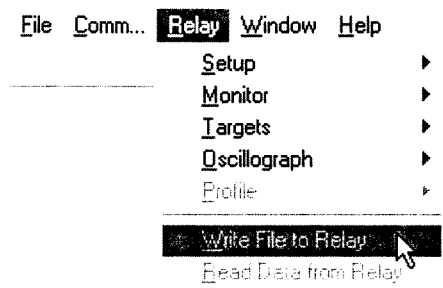 File Comm... Relay Window Help
Setup
Monitor
Targets
Oscillograph
Profile
Write File to Relay
Read Data from Relay